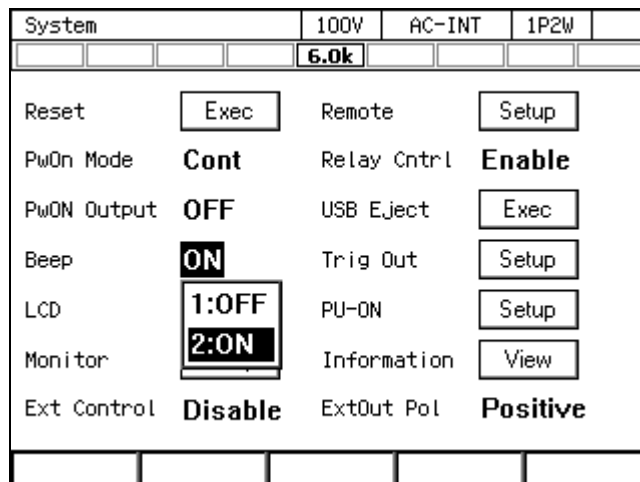 System 100V AC-INT 1P2W
6.0k
Reset Exec Remote Setup
PwOn Mode Cont Relay Cntrl Enable
PwON Output OFF USB Eject Exec
Beep ON Trig Out Setup
LCD 1:OFF PU-ON Setup
2:ON
Monitor Information View
Ext Control Disable ExtOut Pol Positive